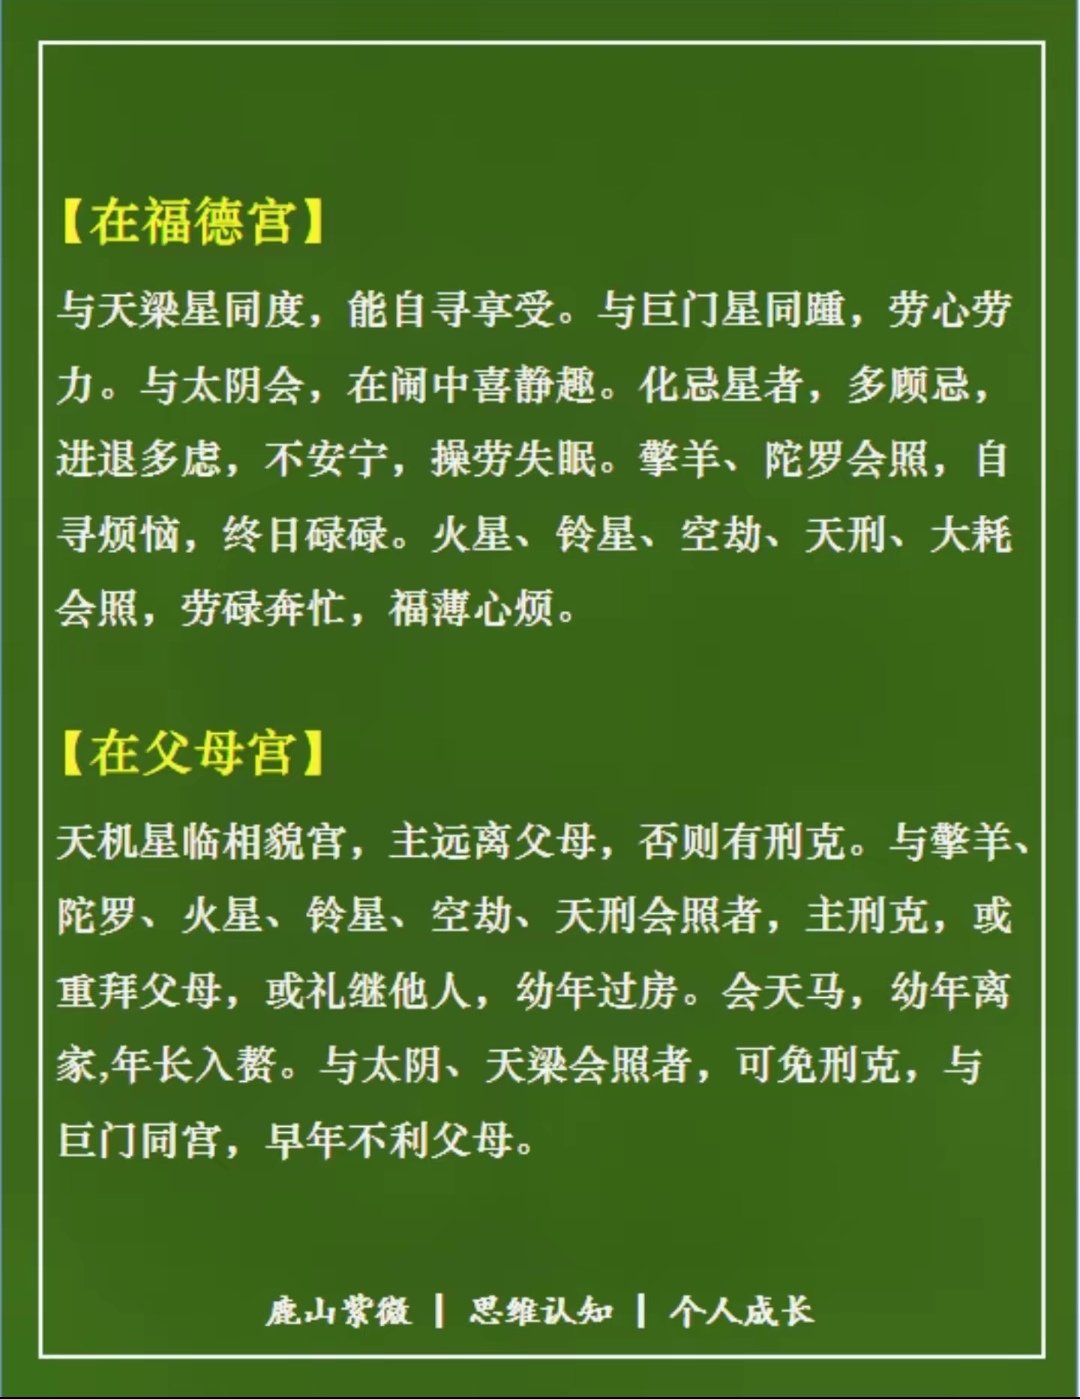 【在福德宫】
与天梁星同度，能自寻享受。与巨门星同踵，劳心劳
力。与太阴会，在闹中喜静趣。化忌星者，多顾忌，
进退多虑，不安宁，操劳失眠。擎羊、陀罗会照，自
寻烦恼，终日碌碌。火星、铃星、空劫、天刑、大耗
会照，劳碌奔忙，福薄心烦。
【在父母宫】
天机星临相貌宫，主远离父母，否则有刑克。与擎羊、
陀罗、火星、铃星、空劫、天刑会照者，主刑克，或
重拜父母，或礼继他人，幼年过房。会天马，幼年离
家,年长入赘。与太阴、天梁会照者，可免刑克，与
巨门同宫，早年不利父母。
鹿山紫微 | 思维认知 | 个人成长